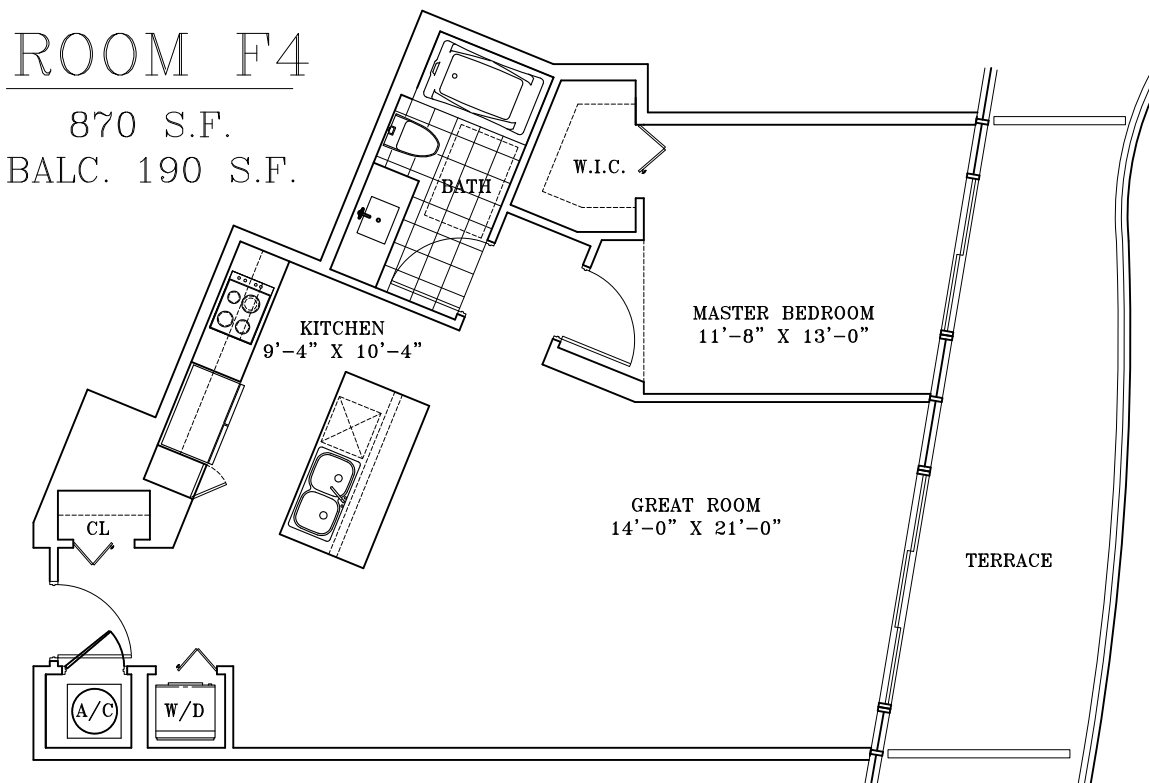 ROOM F4
870 S.F.
BALC. 190 S.F.
BATH
W.I.C.
MASTER BEDROOM
11'-8" X 13'-0"
KITCHEN
9'-4" X 10'-4"
GREAT ROOM
14'-0" X 21'-0"
CL
TERRACE
A/C
W/D